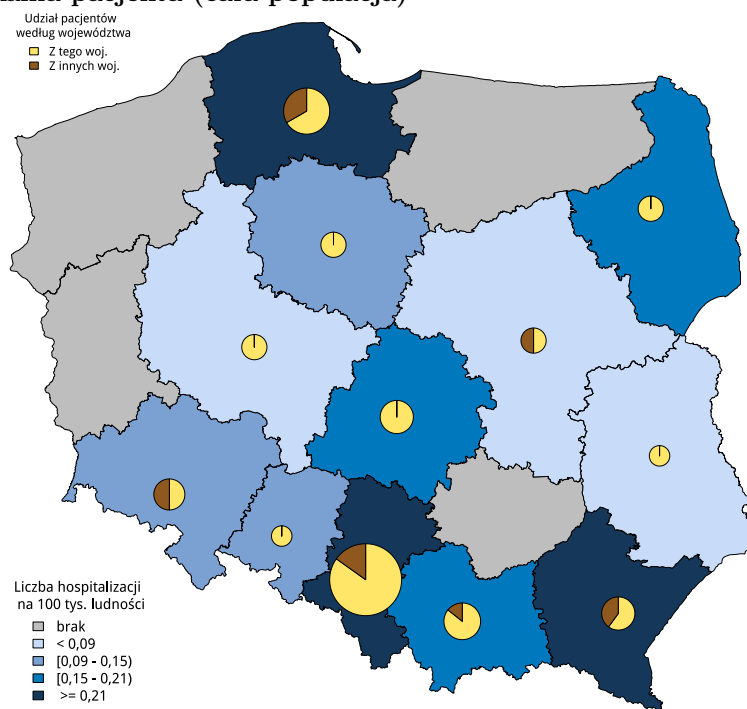 Udział pacjentów
według województwa
Z tego woj.
Z innych woj.
Liczba hospitalizacji
na 100 tys. ludności
brak
< 0,09
[0,09 - 0,15)
[0,15 - 0,21)
>= 0,21